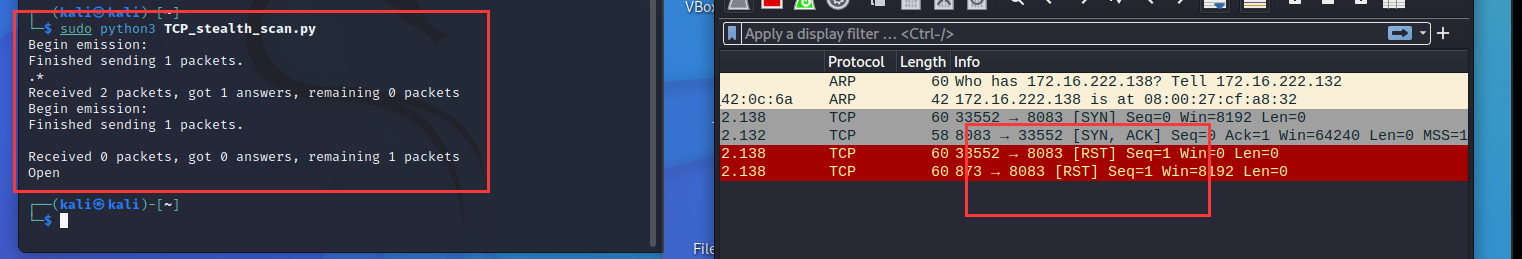 (kali㉿kali)-[~]
└─$ sudo python3 TCP_stealth_scan.py
Begin emission:
Finished sending 1 packets.
.*
Received 2 packets, got 1 answers, remaining 0 packets
Begin emission:
Finished sending 1 packets.
Received 0 packets, got 0 answers, remaining 1 packets
Open
┌──(kali㉿kali)-[~]
└─$
VBox
File
Apply a display filter … <Ctrl-/>
Protocol Length Info
ARP 60 Who has 172.16.222.138? Tell 172.16.222.132
42:0c:6a ARP 42 172.16.222.138 is at 08:00:27:cf:a8:32
2.138 TCP 60 33552 → 8083 [SYN] Seq=0 Win=8192 Len=0
2.132 TCP 58 8083 → 33552 [SYN, ACK] Seq=0 Ack=1 Win=64240 Len=0 MSS=1
2.138 TCP 60 33552 → 8083 [RST] Seq=1 Win=0 Len=0
2.138 TCP 60 873 → 8083 [RST] Seq=1 Win=8192 Len=0